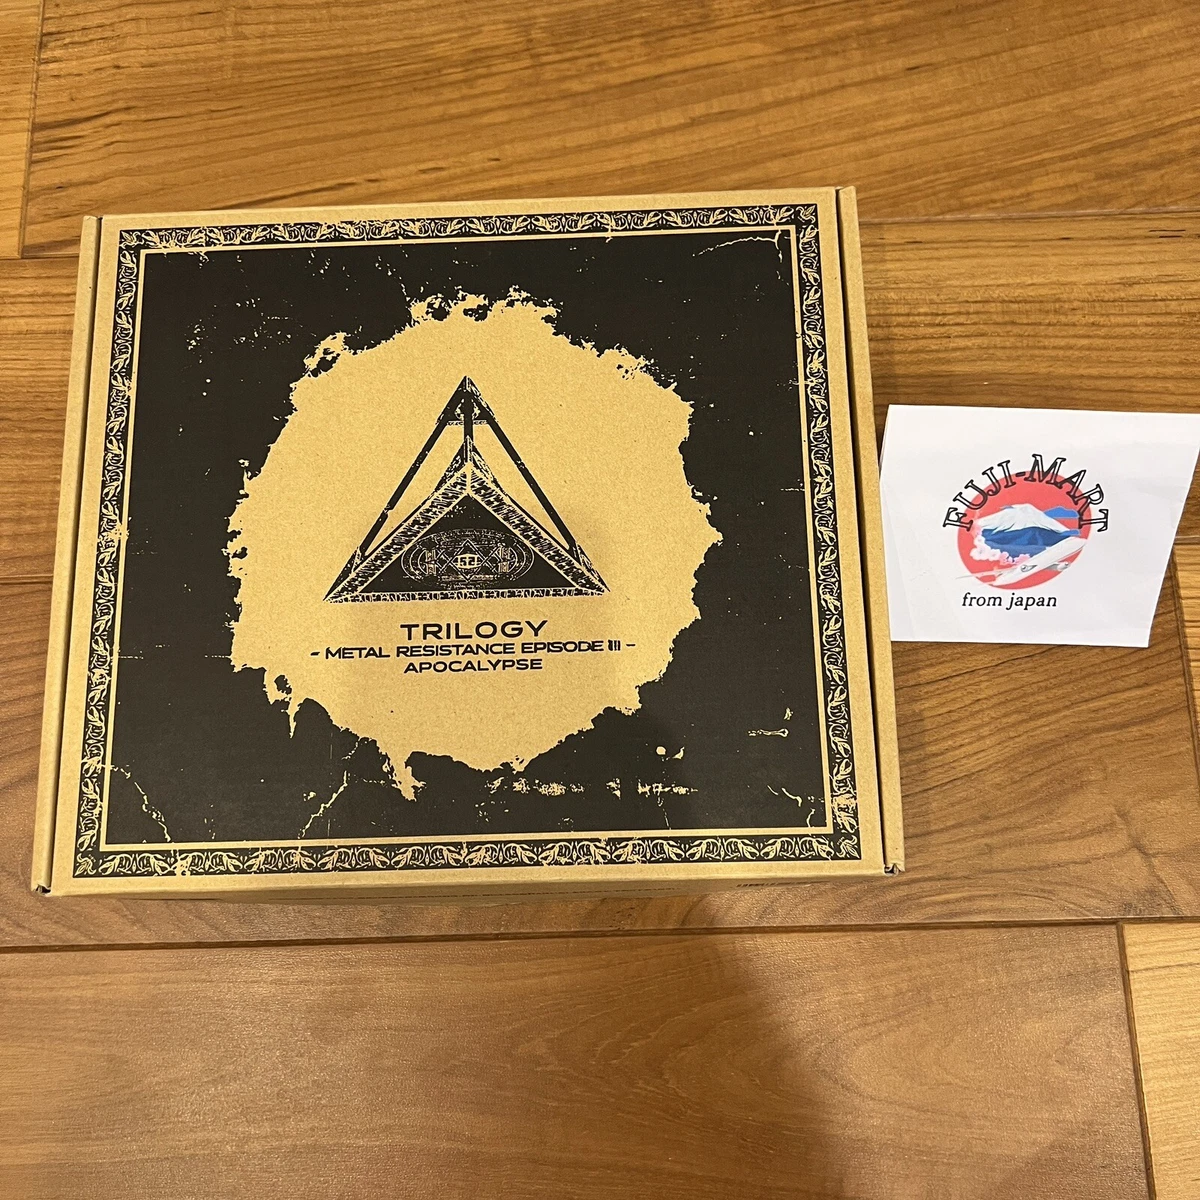 TRILOGY
- METAL RESISTANCE EPISODE III -
APOCALYPSE
FUJI-MART
from japan